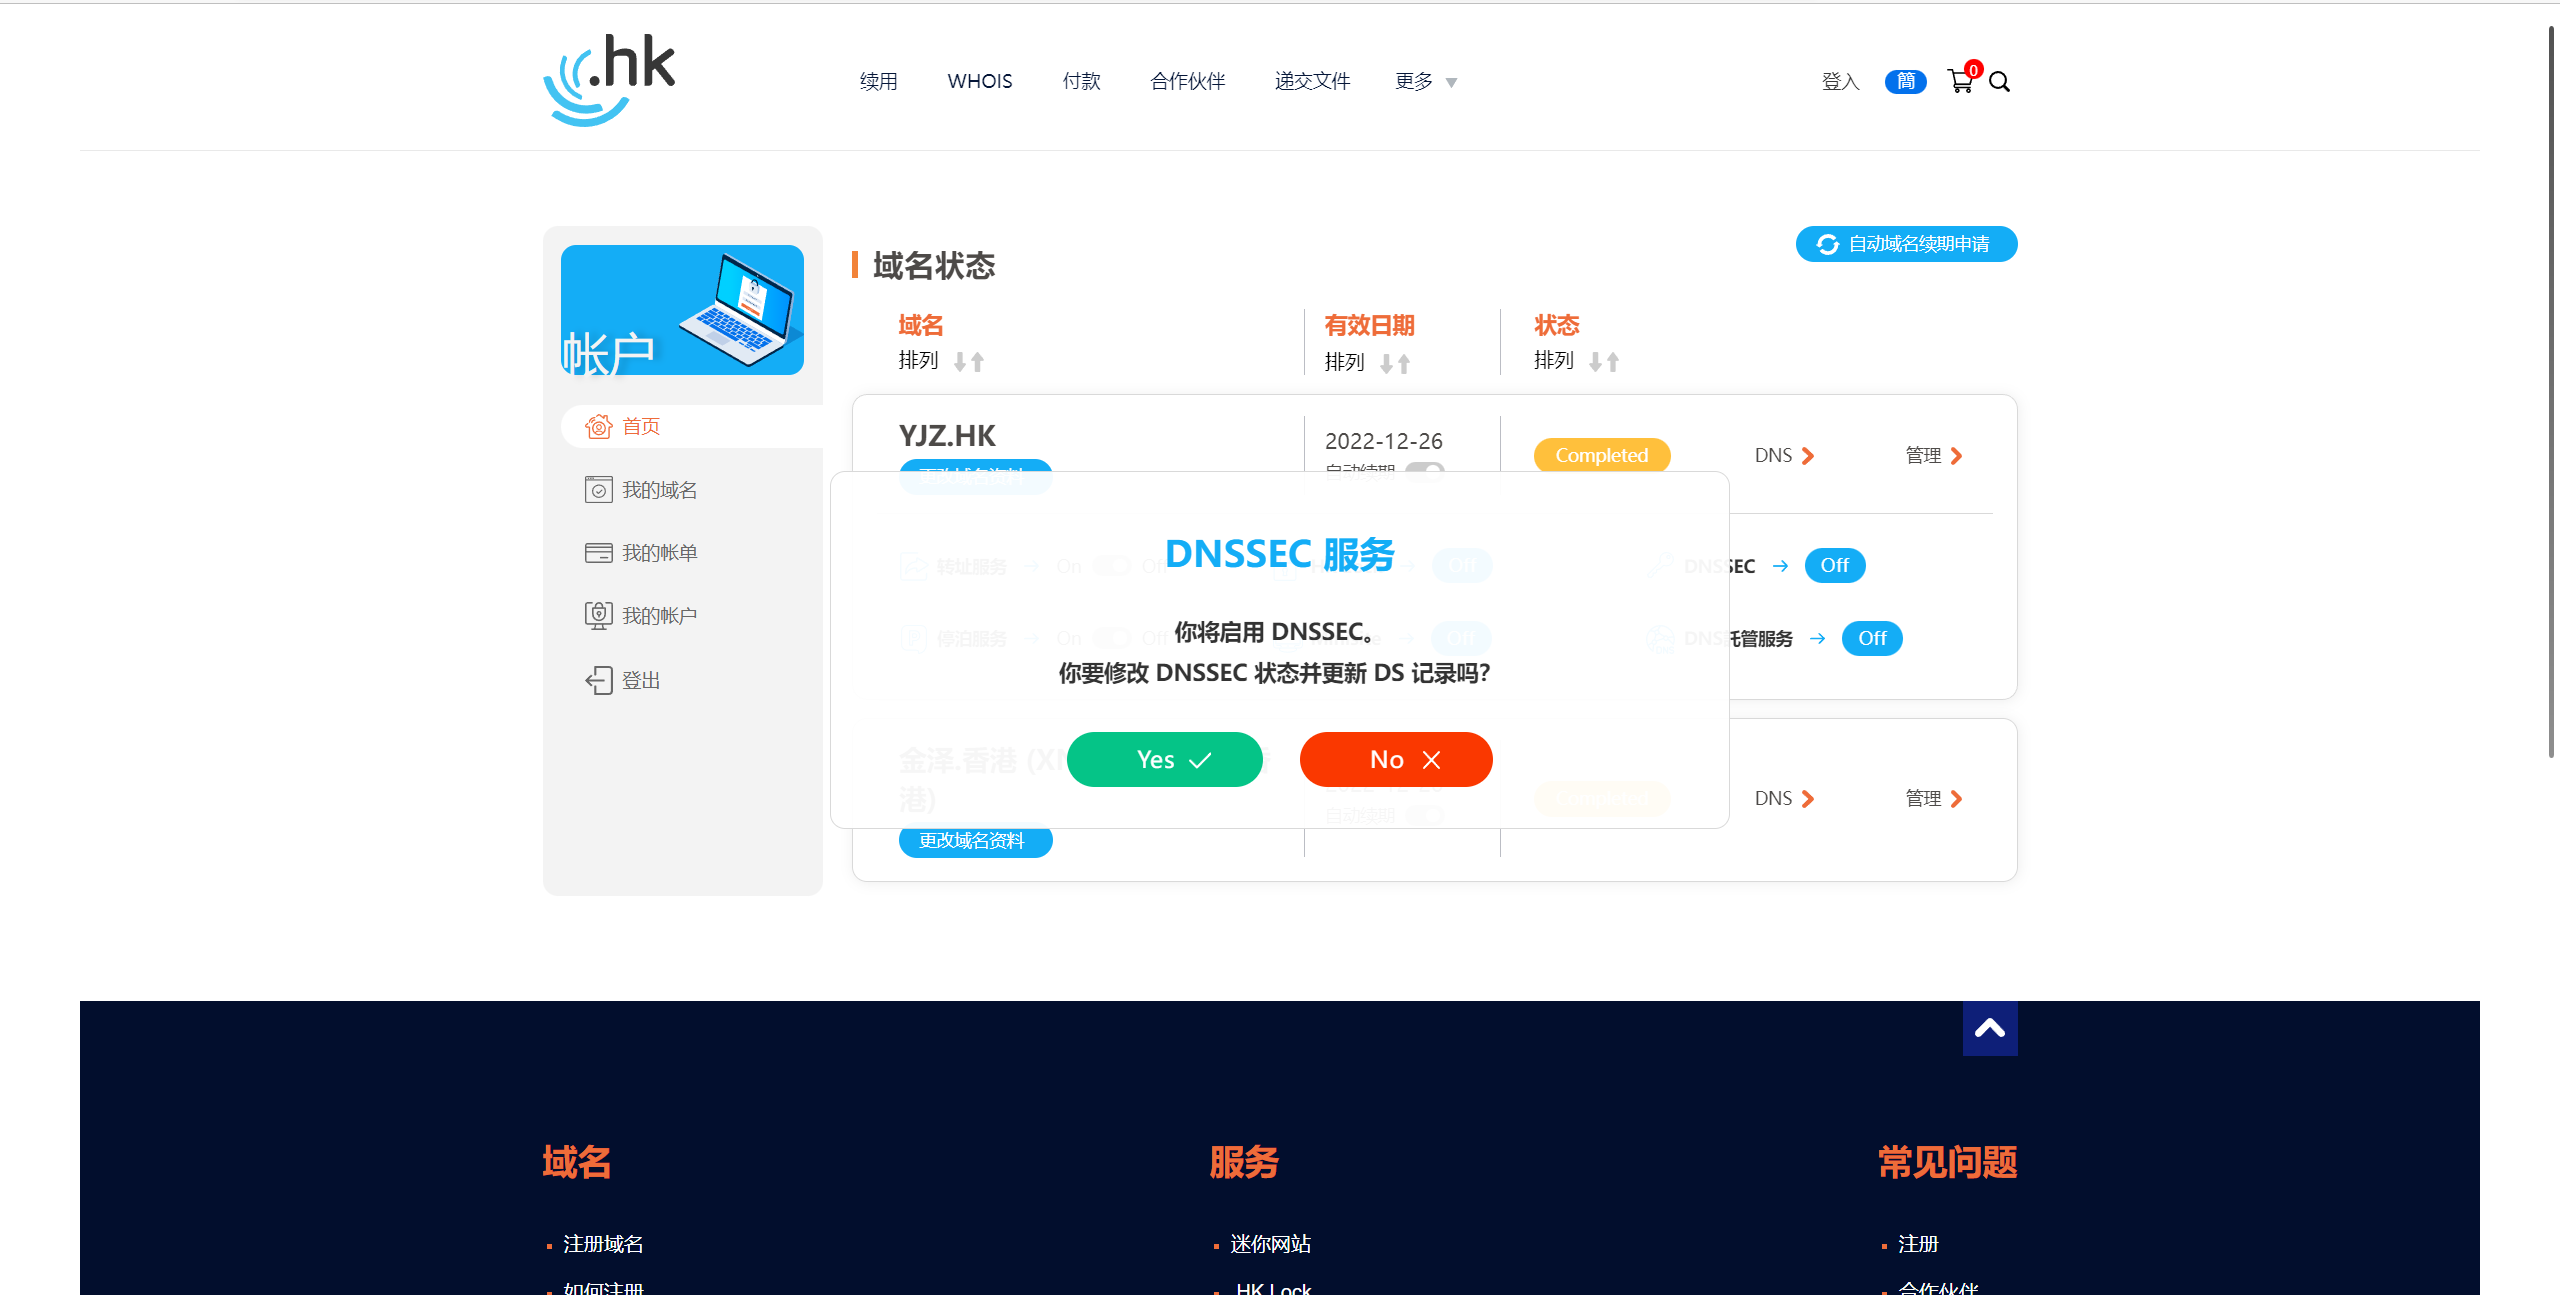 .hk
续用
WHOIS
付款
合作伙伴
递交文件
更多
登入
簡
0
帐户
首页
我的域名
我的帐单
我的帐户
登出
域名状态
自动域名续期申请
域名
排列
有效日期
排列
状态
排列
YJZ.HK
更改域名资料
2022-12-26
自动续期
Completed
DNS
管理
转址服务
On
Off
Off
DNSSEC
Off
停泊服务
On
Off
Off
DNS托管服务
Off
DNSSEC 服务
你将启用 DNSSEC。
你要修改 DNSSEC 状态并更新 DS 记录吗?
Yes
No
金泽.香港 (XN
港)
更改域名资料
自动续期
DNS
管理
域名
注册域名
如何注册
服务
迷你网站
.HK Lock
常见问题
注册
合作伙伴